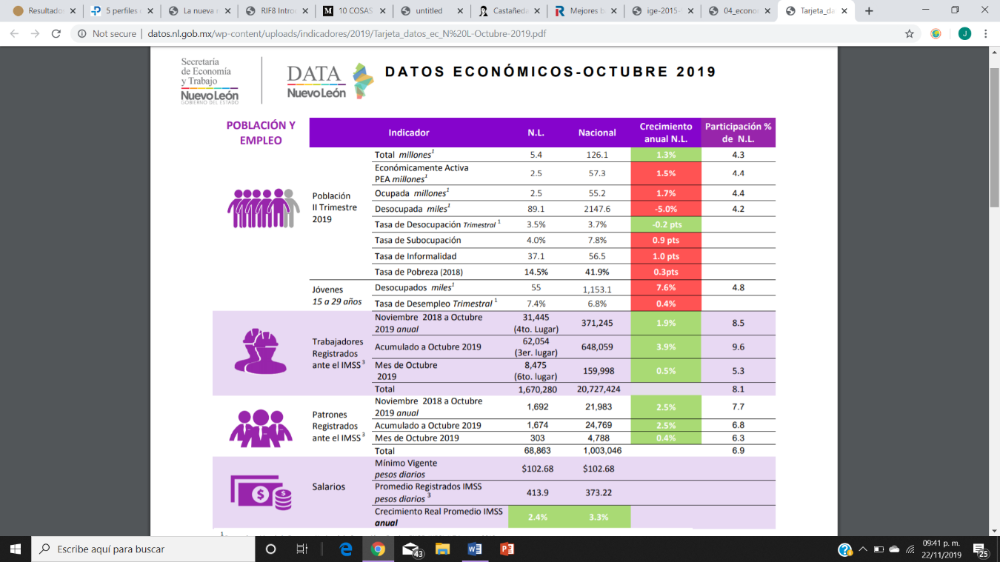 Resultados
5 perfiles
La nueva
RIF8 Intro
10 COSAS
untitled
Castañeda
Mejores b
ige-2015-
04_econo
Tarjeta_da
Not secure | datos.nl.gob.mx/wp-content/uploads/indicadores/2019/Tarjeta_datos_ec_N%20L-Octubre-2019.pdf
J
Secretaría
de Economía
y Trabajo
Nuevo León
GOBIERNO DEL ESTADO
DATA
Nuevo León
DATOS ECONÓMICOS-OCTUBRE 2019
POBLACIÓN Y
EMPLEO
Indicador N.L. Nacional Crecimiento anual N.L. Participación % de N.L.
Población
II Trimestre
2019
Total millones¹ 5.4 126.1 1.3% 4.3
Económicamente Activa
PEA millones¹ 2.5 57.3 1.5% 4.4
Ocupada millones¹ 2.5 55.2 1.7% 4.4
Desocupada miles¹ 89.1 2147.6 -5.0% 4.2
Tasa de Desocupación Trimestral ¹ 3.5% 3.7% -0.2 pts
Tasa de Subocupación 4.0% 7.8% 0.9 pts
Tasa de Informalidad 37.1 56.5 1.0 pts
Tasa de Pobreza (2018) 14.5% 41.9% 0.3pts
Jóvenes
15 a 29 años
Desocupados miles¹ 55 1,153.1 7.6% 4.8
Tasa de Desempleo Trimestral ¹ 7.4% 6.8% 0.4%
Trabajadores
Registrados
ante el IMSS ³
Noviembre 2018 a Octubre
2019 anual 31,445 (4to. Lugar) 371,245 1.9% 8.5
Acumulado a Octubre 2019 62,054 (3er. lugar) 648,059 3.9% 9.6
Mes de Octubre
2019 8,475 (6to. lugar) 159,998 0.5% 5.3
Total 1,670,280 20,727,424 8.1
Patrones
Registrados
ante el IMSS ³
Noviembre 2018 a Octubre
2019 anual 1,692 21,983 2.5% 7.7
Acumulado a Octubre 2019 1,674 24,769 2.5% 6.8
Mes de Octubre 2019 303 4,788 0.4% 6.3
Total 68,863 1,003,046 6.9
Salarios
Mínimo Vigente
pesos diarios $102.68 $102.68
Promedio Registrados IMSS
pesos diarios ³ 413.9 373.22
Crecimiento Real Promedio IMSS
anual 2.4% 3.3%
1
Escribe aquí para buscar
43
09:41 p. m.
22/11/2019
25